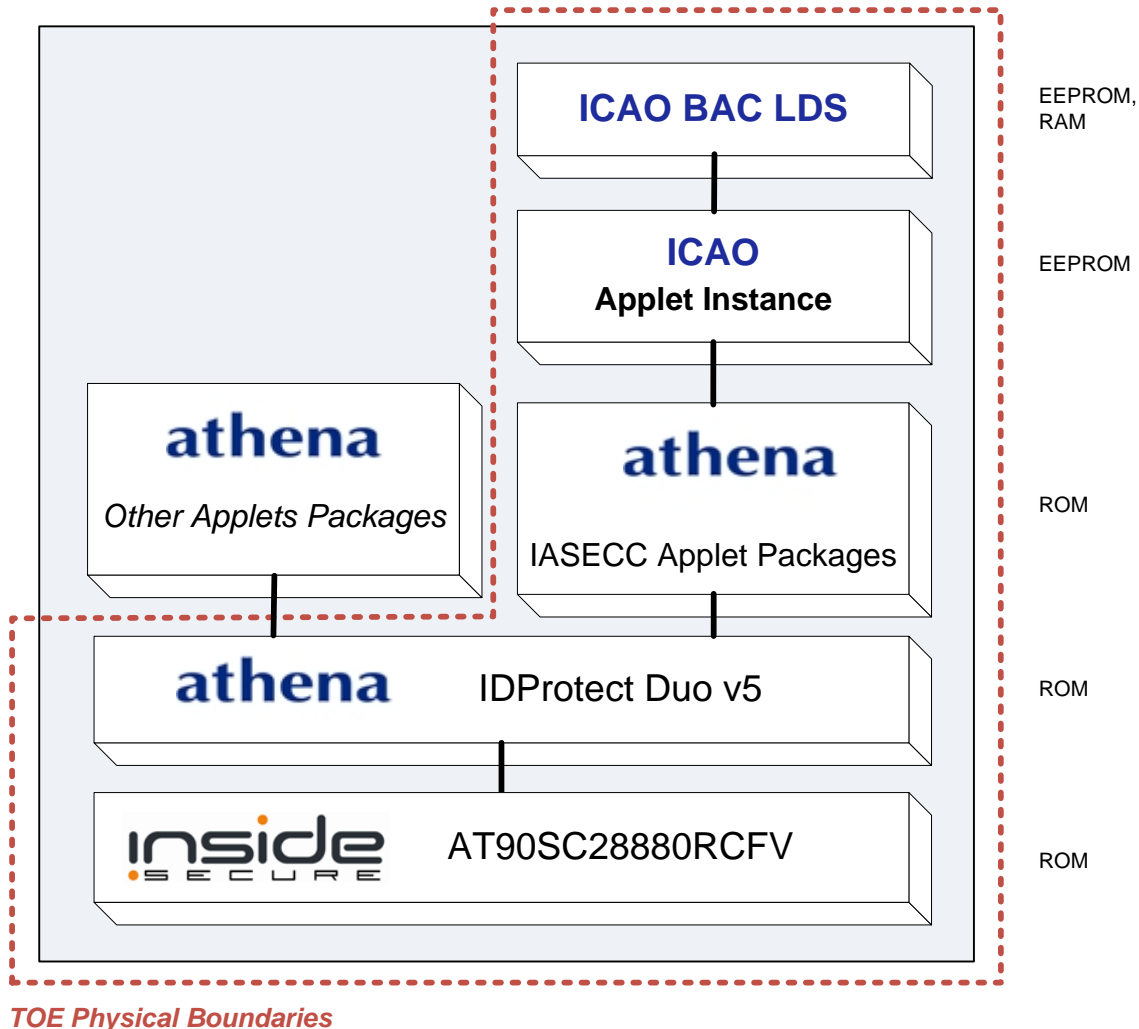 ICAO BAC LDS
EEPROM,
RAM
ICAO
Applet Instance
EEPROM
athena
Other Applets Packages
athena
IASECC Applet Packages
ROM
athena IDProtect Duo v5
ROM
inside
SECURE
AT90SC28880RCFV
ROM
TOE Physical Boundaries